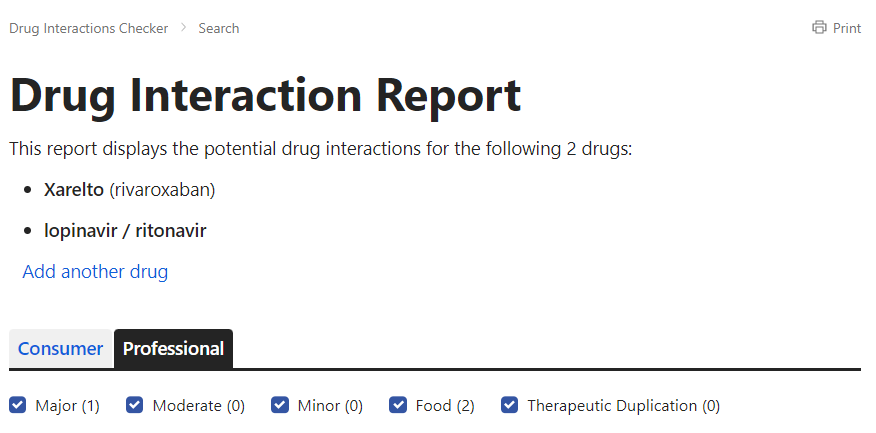 Drug Interactions Checker > Search Print
Drug Interaction Report
This report displays the potential drug interactions for the following 2 drugs:
• Xarelto (rivaroxaban)
• lopinavir / ritonavir
Add another drug
Consumer Professional
Major (1) Moderate (0) Minor (0) Food (2) Therapeutic Duplication (0)